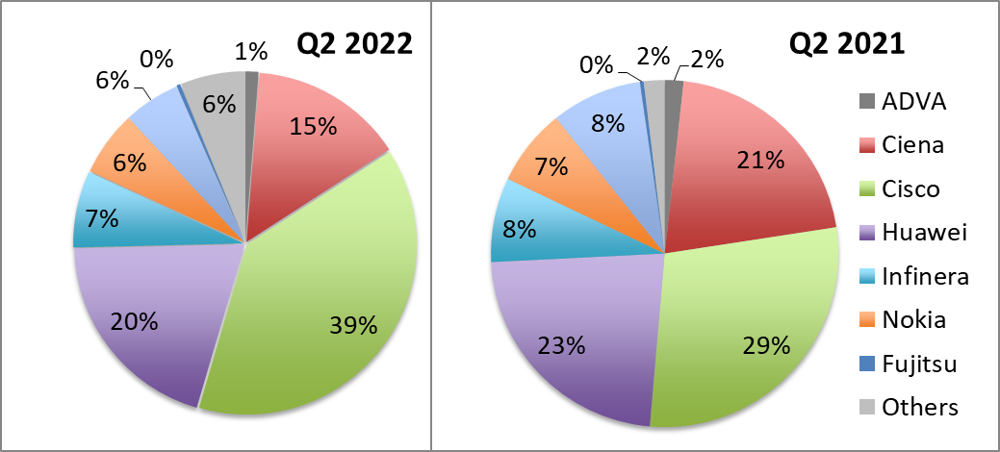 Q2 2022
1%
15%
39%
20%
7%
6%
6%
0%
6%
Q2 2021
2%
21%
29%
23%
8%
7%
8%
0%
2%
ADVA
Ciena
Cisco
Huawei
Infinera
Nokia
Fujitsu
Others